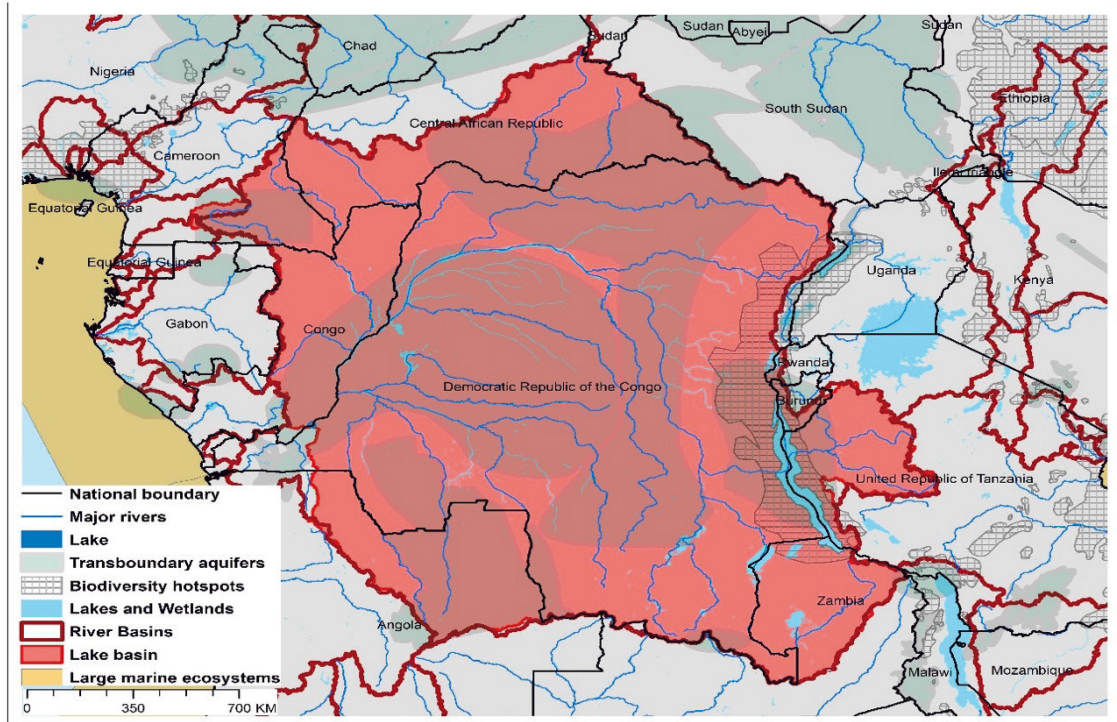 Sudan
Sudan
Abyei
Sudan
Chad
Nigeria
Ethiopia
South Sudan
Central African Republic
Cameroon
Ilemi triangle
Equatorial Guinea
Equatorial Guinea
Uganda
Kenya
Gabon
Congo
Rwanda
Democratic Republic of the Congo
Burundi
United Republic of Tanzania
Zambia
Angola
Malawi
Mozambique
National boundary
Major rivers
Lake
Transboundary aquifers
Biodiversity hotspots
Lakes and Wetlands
River Basins
Lake basin
Large marine ecosystems
0 350 700 KM